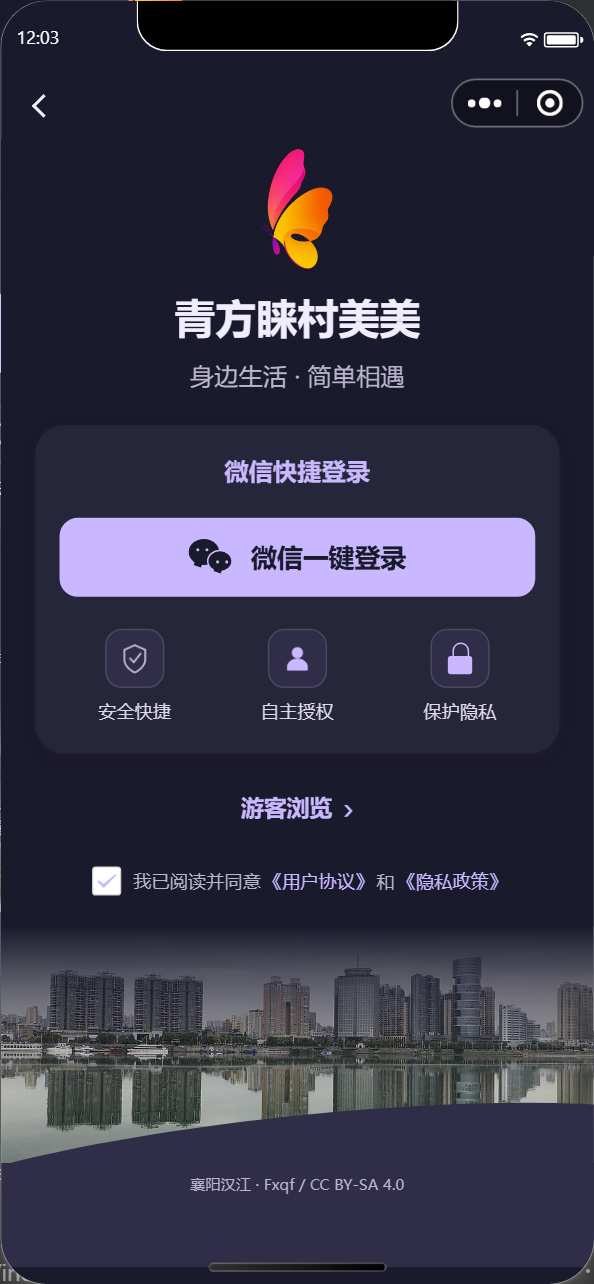 12:03
青方睐村美美
身边生活 · 简单相遇
微信快捷登录
微信一键登录
安全快捷 自主授权 保护隐私
游客浏览 ›
我已阅读并同意《用户协议》和《隐私政策》
襄阳汉江 · Fxqf / CC BY-SA 4.0